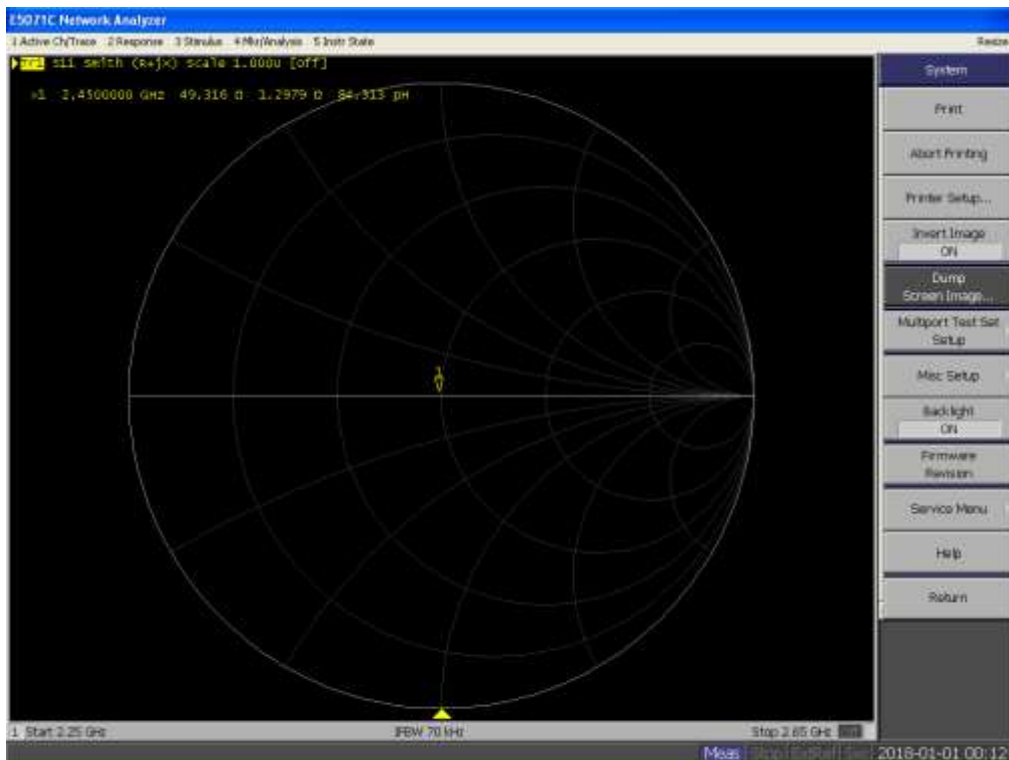 E5071C Network Analyzer
1 Active Ch/Trace 2 Response 3 Stimulus 4 Mkr/Analysis 5 Instr State
Resize
Tr1 S11 Smith (R+jX) Scale 1.000U [Off]
>1 2.4500000 GHz 49.316 Ω 1.2979 Ω 84.313 pH
1
System
Print
Abort Printing
Printer Setup...
Invert Image
ON
Dump
Screen Image...
Multiport Test Set
Setup
Misc Setup
Backlight
ON
Firmware
Revision
Service Menu
Help
Return
1 Start 2.25 GHz
IFBW 70 kHz
Stop 2.65 GHz
Meas
2018-01-01 00:12